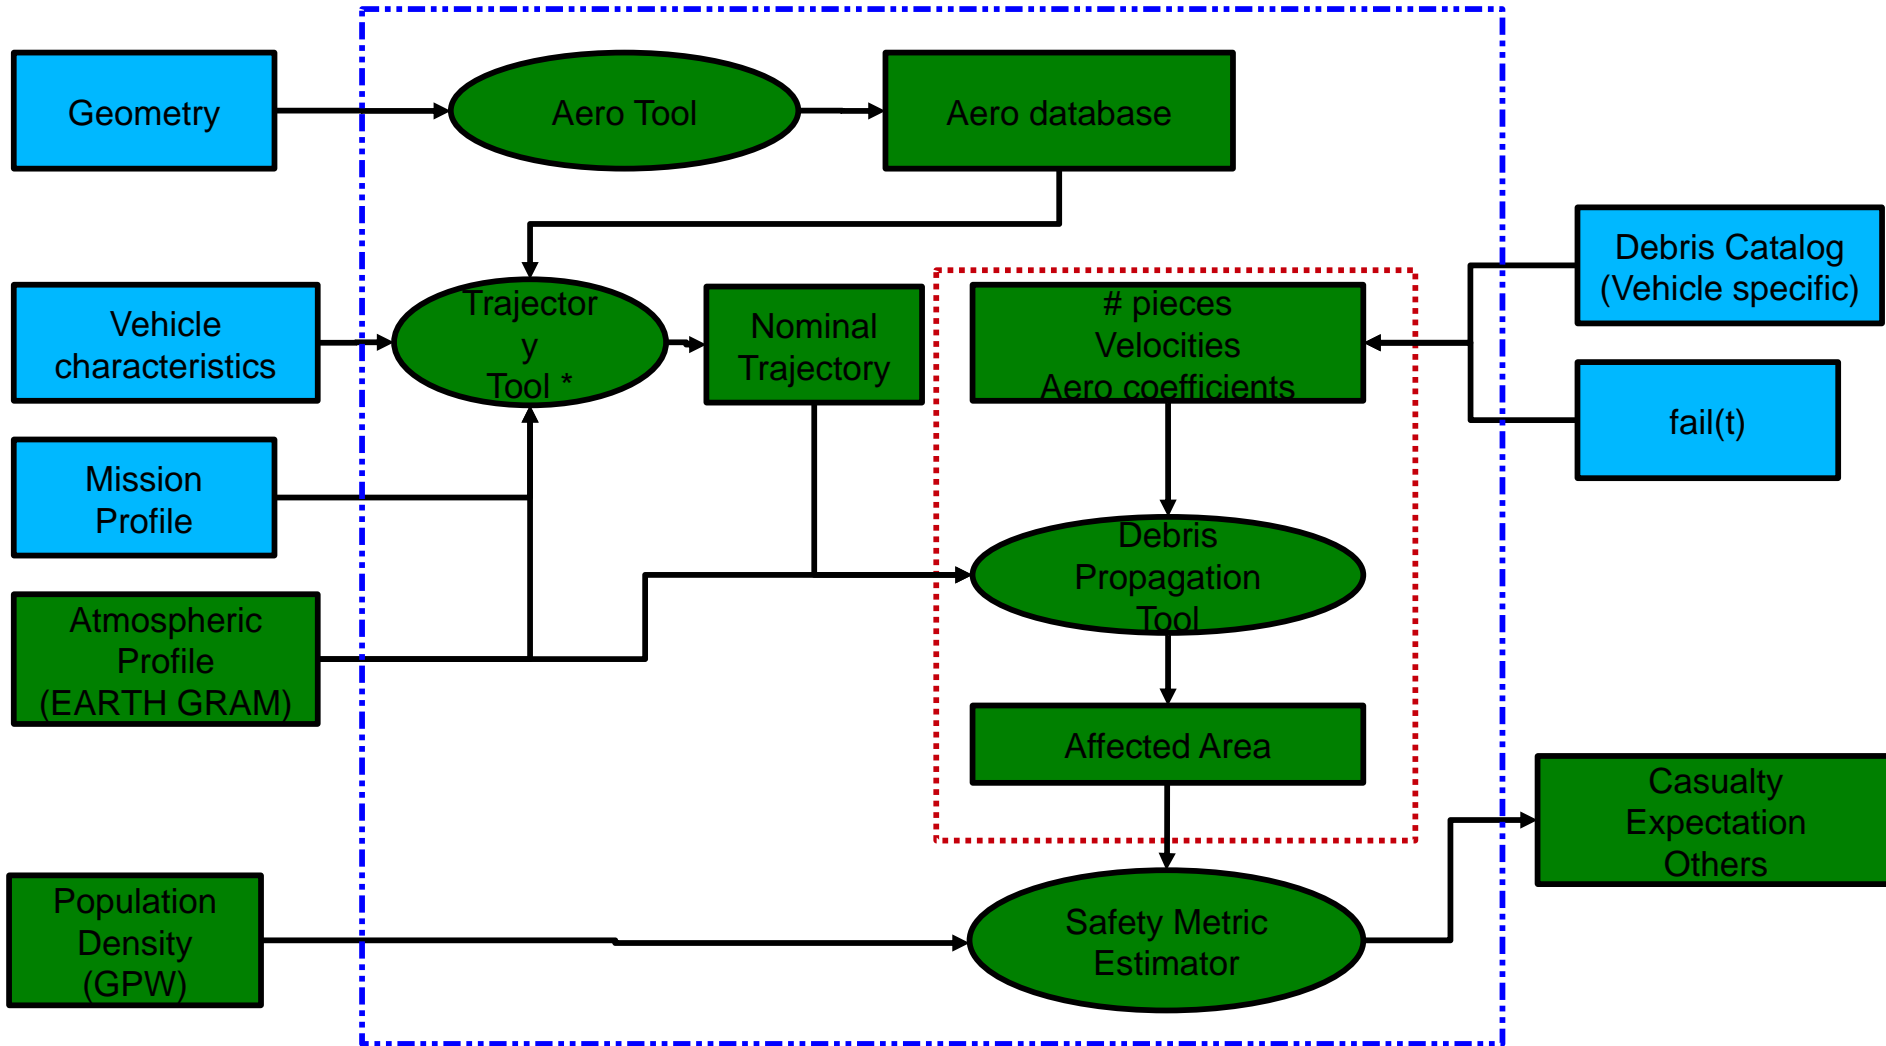 Geometry
Aero Tool
Aero database
Debris Catalog
(Vehicle specific)
Vehicle
characteristics
Trajector
y
Tool *
Nominal
Trajectory
# pieces
Velocities
Aero coefficients
fail(t)
Mission
Profile
Debris
Propagation
Tool
Atmospheric
Profile
(EARTH GRAM)
Affected Area
Casualty
Expectation
Others
Population
Density
(GPW)
Safety Metric
Estimator